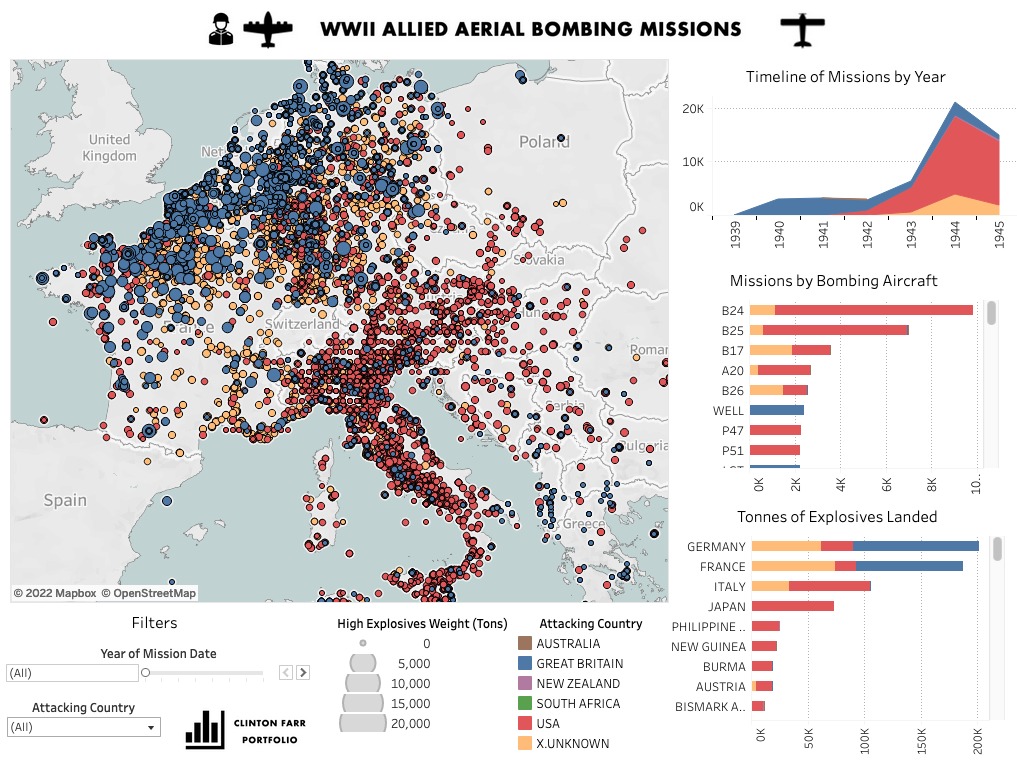 WWII ALLIED AERIAL BOMBING MISSIONS
United
Kingdom
Net
Poland
Slovakia
Switzerland
Romar
Serbia
Bulgaria
Spain
Greece
© 2022 Mapbox © OpenStreetMap
Timeline of Missions by Year
20K
10K
0K
1939
1940
1941
1942
1943
1944
1945
Missions by Bombing Aircraft
B24
B25
B17
A20
B26
WELL
P47
P51
0K
2K
4K
6K
8K
10..
Tonnes of Explosives Landed
GERMANY
FRANCE
ITALY
JAPAN
PHILIPPINE ..
NEW GUINEA
BURMA
AUSTRIA
BISMARK A..
0K
50K
100K
150K
200K
Filters
Year of Mission Date
(All)
Attacking Country
(All)
CLINTON FARR
PORTFOLIO
High Explosives Weight (Tons)
0
5,000
10,000
15,000
20,000
Attacking Country
AUSTRALIA
GREAT BRITAIN
NEW ZEALAND
SOUTH AFRICA
USA
X.UNKNOWN